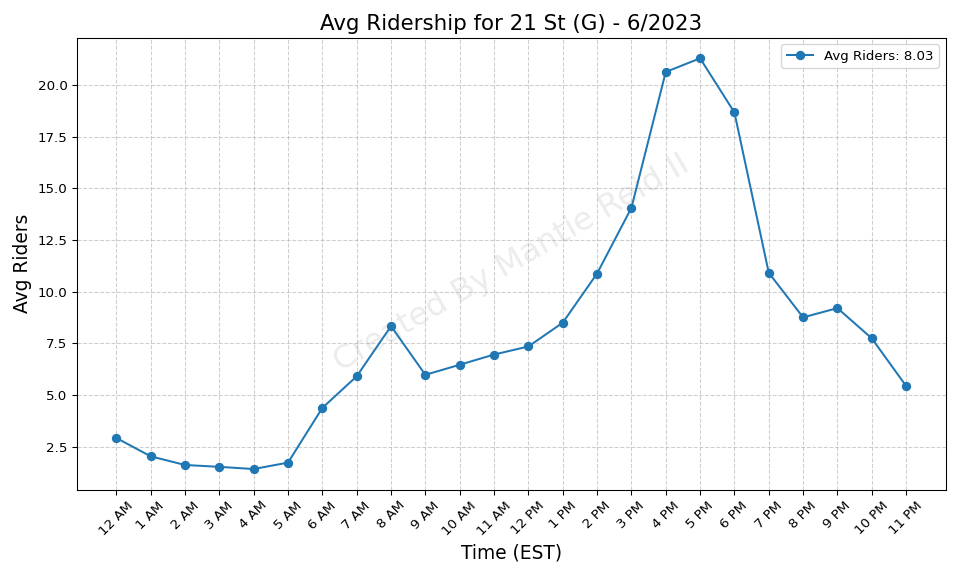 Avg Ridership for 21 St (G) - 6/2023
Avg Riders: 8.03
20.0
17.5
15.0
12.5
10.0
7.5
5.0
2.5
Avg Riders
Created By Mantle Reid II
12 AM 1 AM 2 AM 3 AM 4 AM 5 AM 6 AM 7 AM 8 AM 9 AM 10 AM 11 AM 12 PM 1 PM 2 PM 3 PM 4 PM 5 PM 6 PM 7 PM 8 PM 9 PM 10 PM 11 PM
Time (EST)